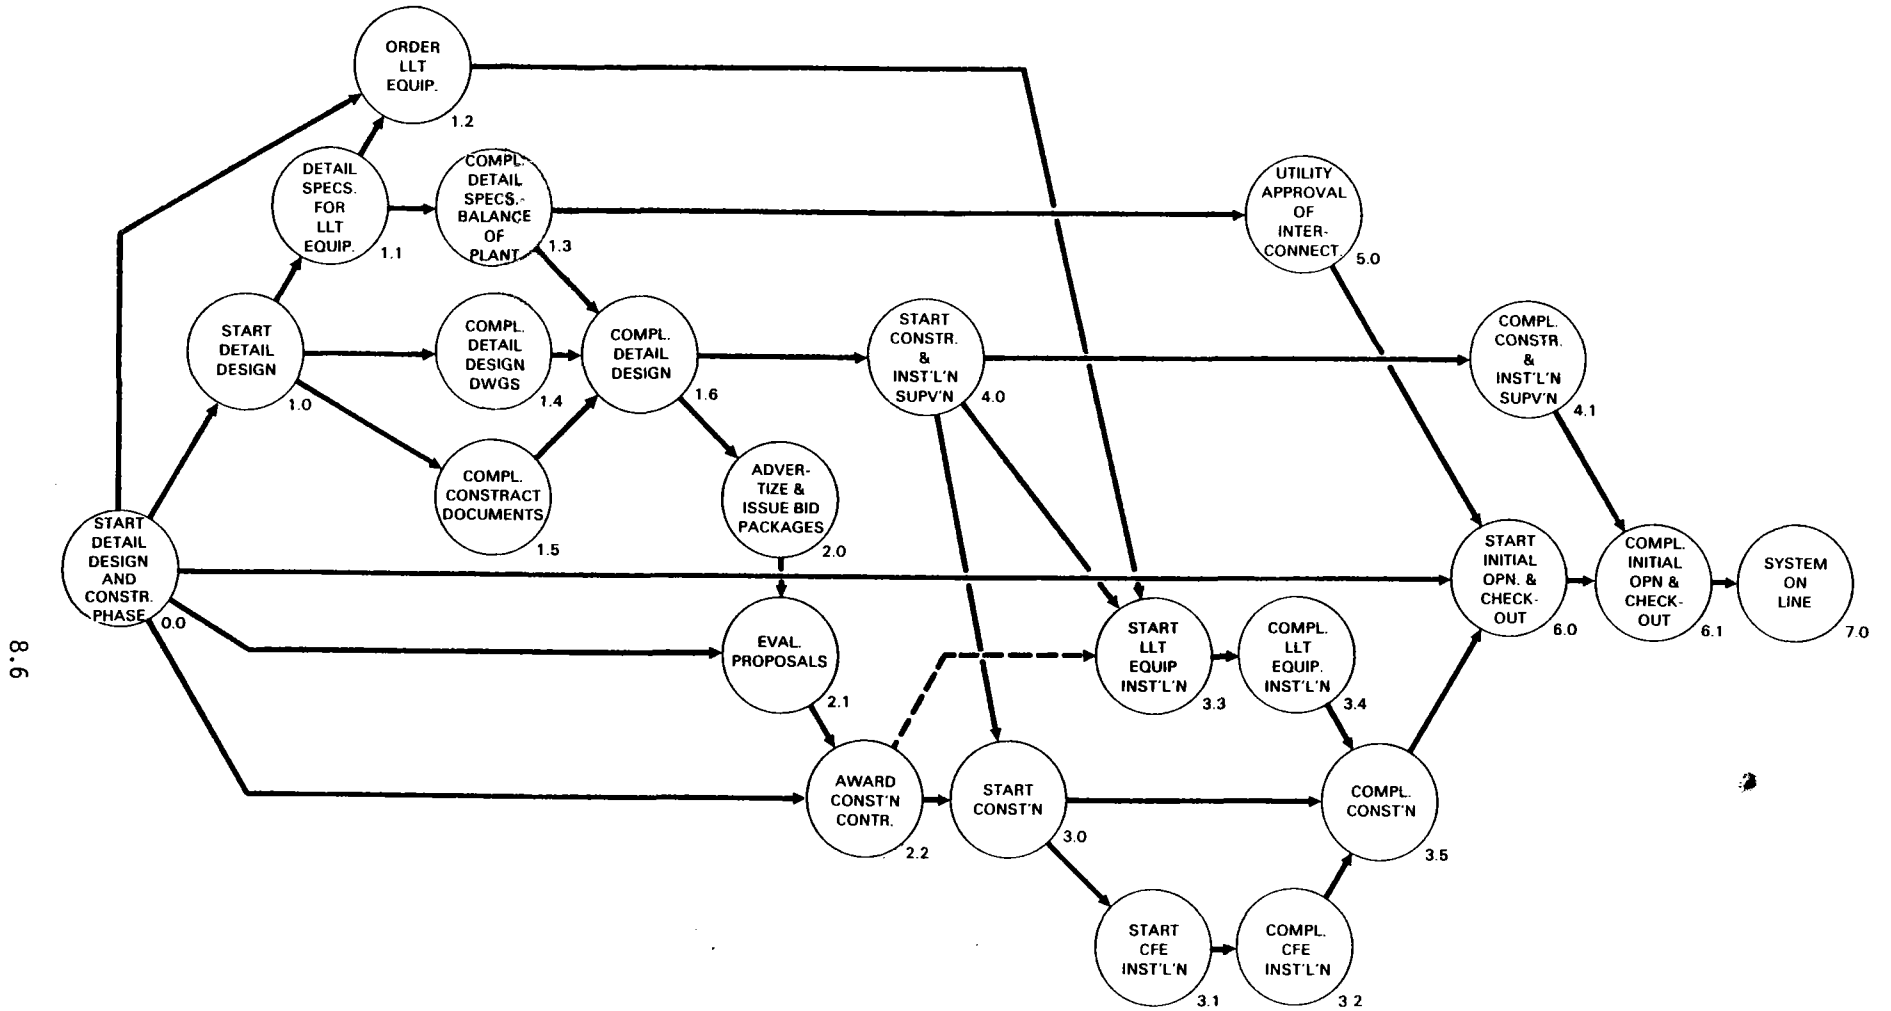 ORDER
LLT
EQUIP.
1.2
DETAIL
SPECS.
FOR
LLT
EQUIP.
1.1
COMPL.
DETAIL
SPECS.-
BALANCE
OF
PLANT
1.3
UTILITY
APPROVAL
OF
INTER-
CONNECT.
5.0
START
DETAIL
DESIGN
1.0
COMPL.
DETAIL
DESIGN
DWGS
1.4
COMPL.
DETAIL
DESIGN
1.6
START
CONSTR.
&
INST'L'N
SUPV'N
4.0
COMPL.
CONSTR.
&
INST'L'N
SUPV'N
4.1
COMPL.
CONSTRACT
DOCUMENTS
1.5
ADVER-
TIZE &
ISSUE BID
PACKAGES
2.0
START
DETAIL
DESIGN
AND
CONSTR.
PHASE
0.0
START
INITIAL
OPN. &
CHECK-
OUT
6.0
COMPL.
INITIAL
OPN &
CHECK-
OUT
6.1
SYSTEM
ON
LINE
7.0
EVAL.
PROPOSALS
2.1
START
LLT
EQUIP
INST'L'N
3.3
COMPL.
LLT
EQUIP.
INST'L'N
3.4
AWARD
CONST'N
CONTR.
2.2
START
CONST'N
3.0
COMPL.
CONST'N
3.5
START
CFE
INST'L'N
3.1
COMPL.
CFE
INST'L'N
3 2
8.6